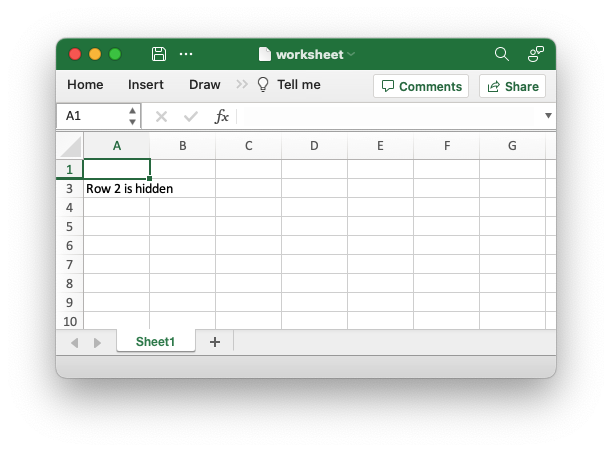 worksheet
Home Insert Draw Tell me Comments Share
A1 fx
A B C D E F G
1
3 Row 2 is hidden
4
5
6
7
8
9
10
Sheet1 +